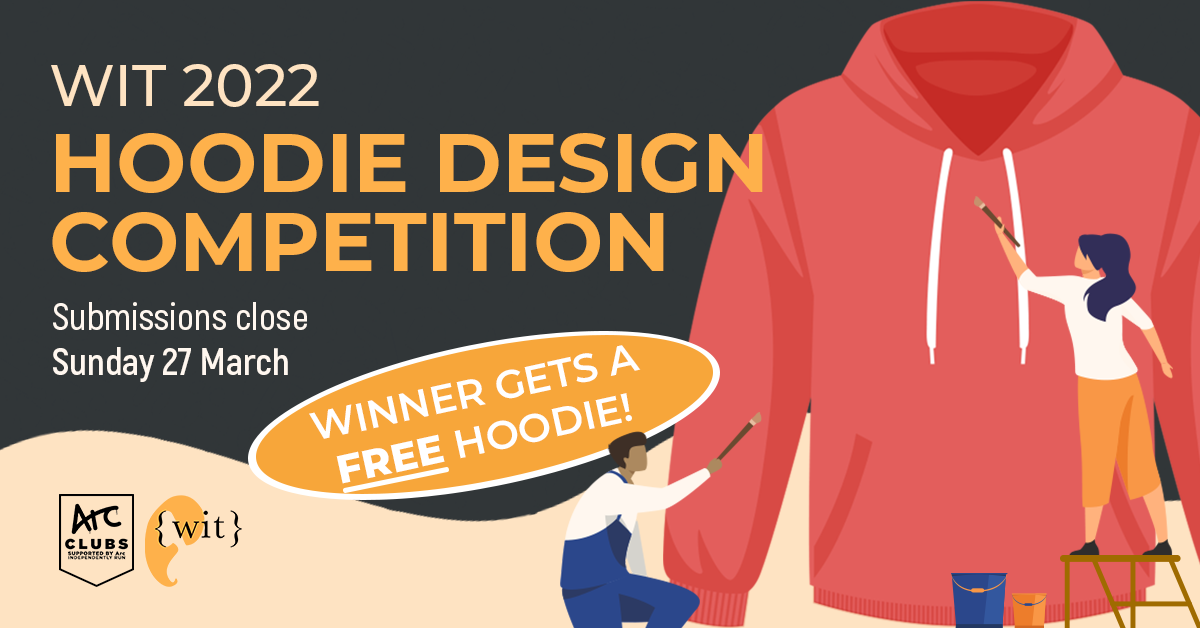 WIT 2022
HOODIE DESIGN
COMPETITION
Submissions close
Sunday 27 March
WINNER GETS A
FREE HOODIE!
Arc
CLUBS
SUPPORTED BY Arc
INDEPENDENTLY RUN
{wit}